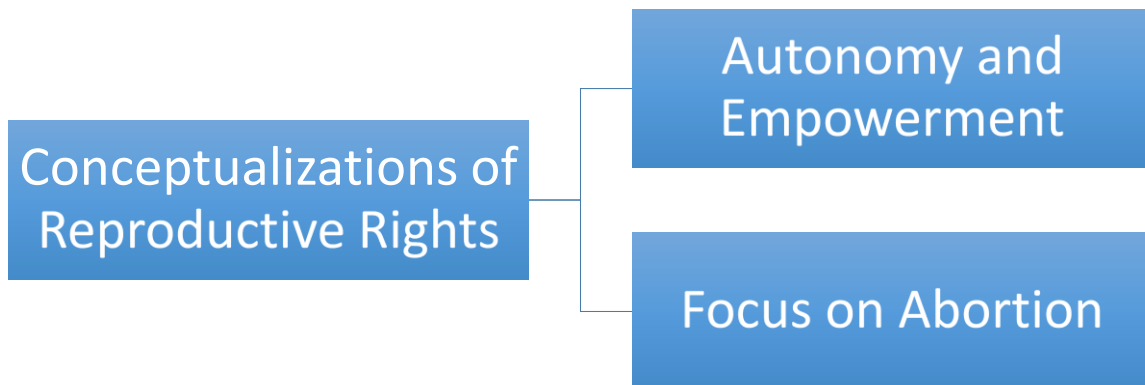 Conceptualizations of
Reproductive Rights
Autonomy and
Empowerment
Focus on Abortion